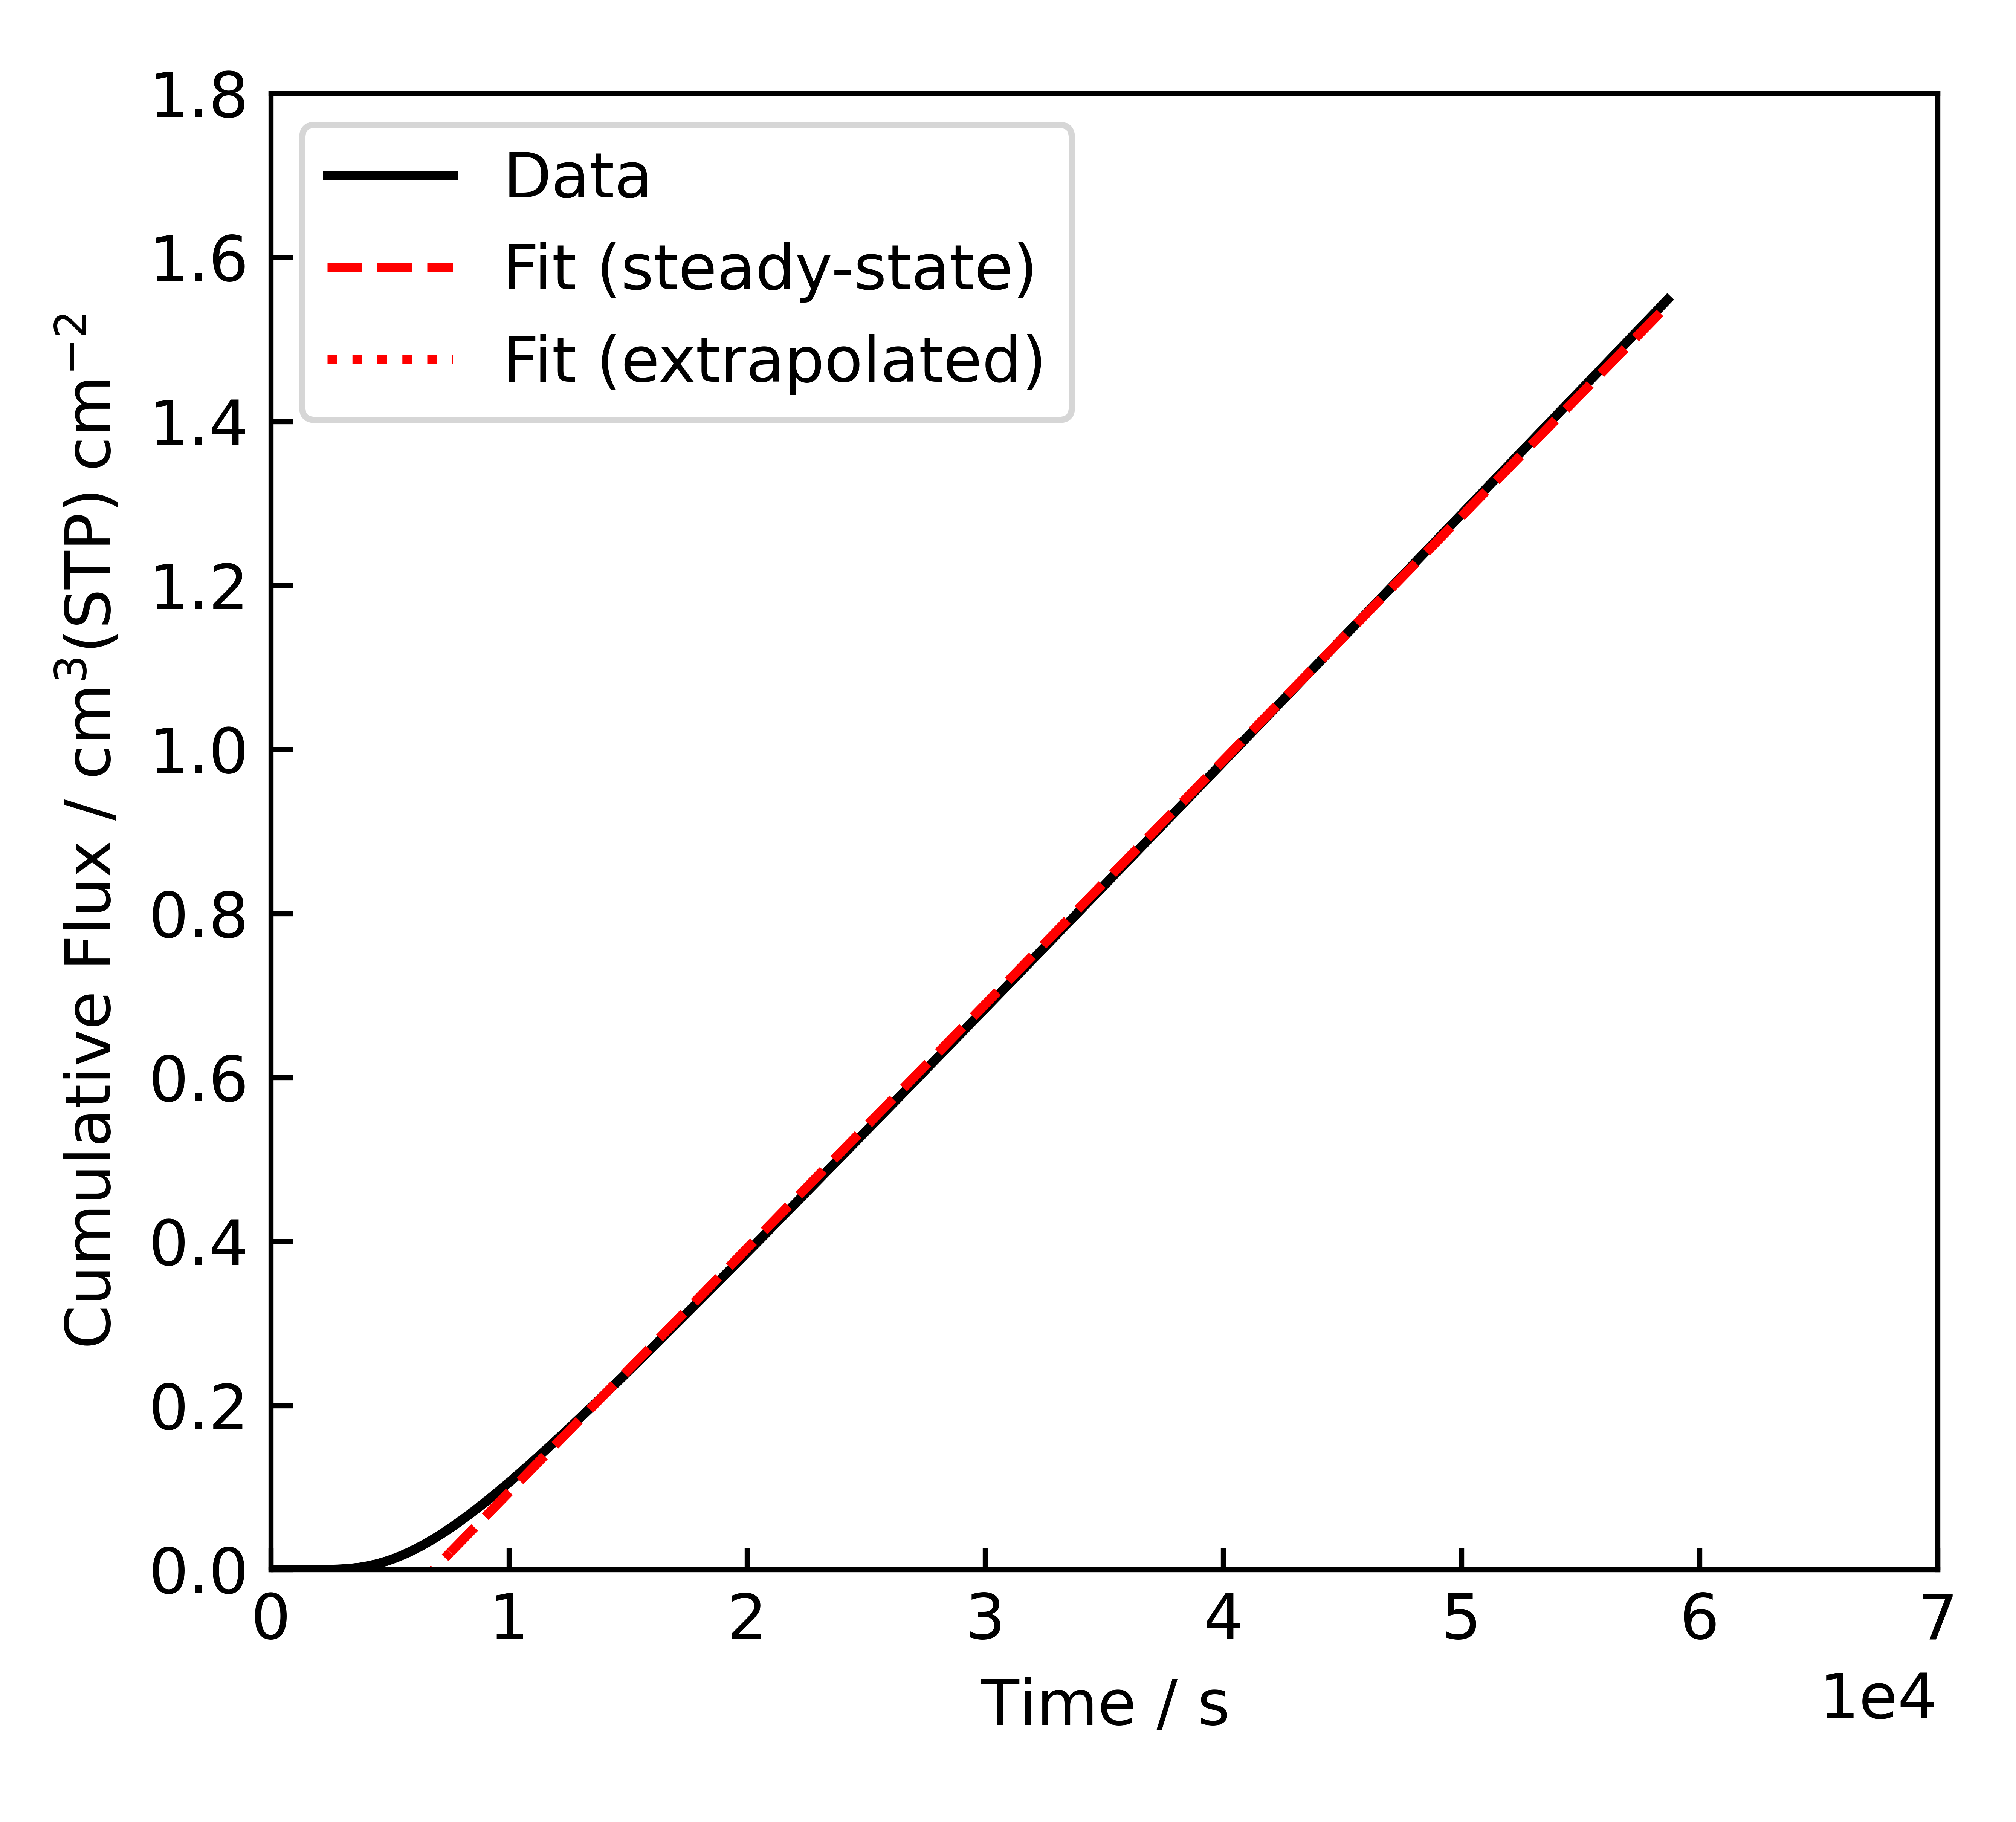 1.8
1.6
1.4
1.2
1.0
0.8
0.6
0.4
0.2
0.0
Cumulative Flux / cm³(STP) cm⁻²
Data
Fit (steady-state)
Fit (extrapolated)
0 1 2 3 4 5 6 7
Time / s
1e4